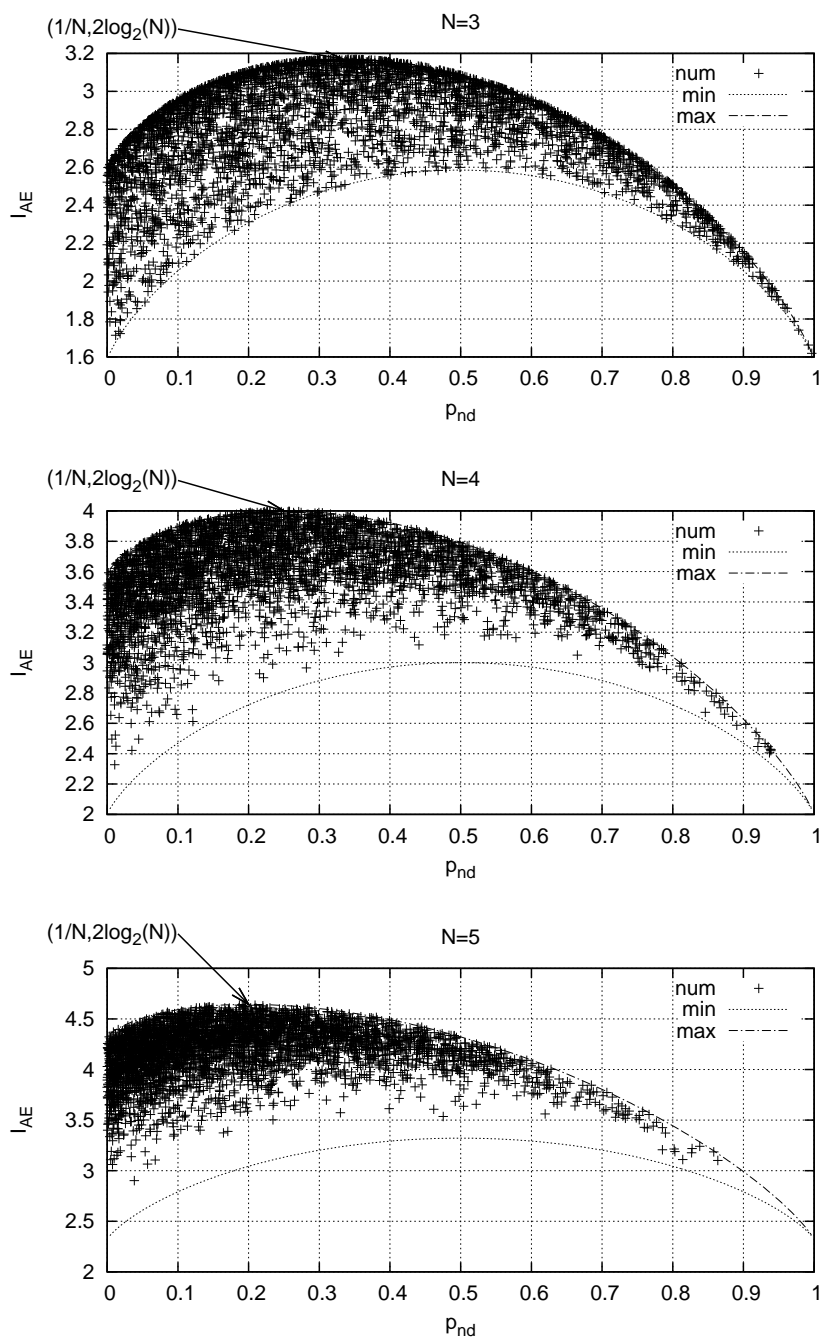 (1/N,2log2(N))
N=3
3.2
3
2.8
2.6
2.4
2.2
2
1.8
1.6
IAE
num
min
max
0 0.1 0.2 0.3 0.4 0.5 0.6 0.7 0.8 0.9 1
pnd
(1/N,2log2(N))
N=4
4
3.8
3.6
3.4
3.2
3
2.8
2.6
2.4
2.2
2
IAE
num
min
max
0 0.1 0.2 0.3 0.4 0.5 0.6 0.7 0.8 0.9 1
pnd
(1/N,2log2(N))
N=5
5
4.5
4
3.5
3
2.5
2
IAE
num
min
max
0 0.1 0.2 0.3 0.4 0.5 0.6 0.7 0.8 0.9 1
pnd